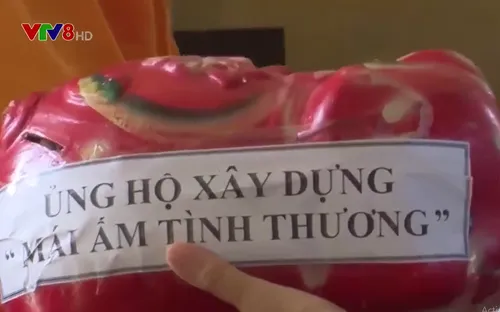 VTV8 HD
ỦNG HỘ XÂY DỰNG
“MÁI ẤM TÌNH THƯƠNG”